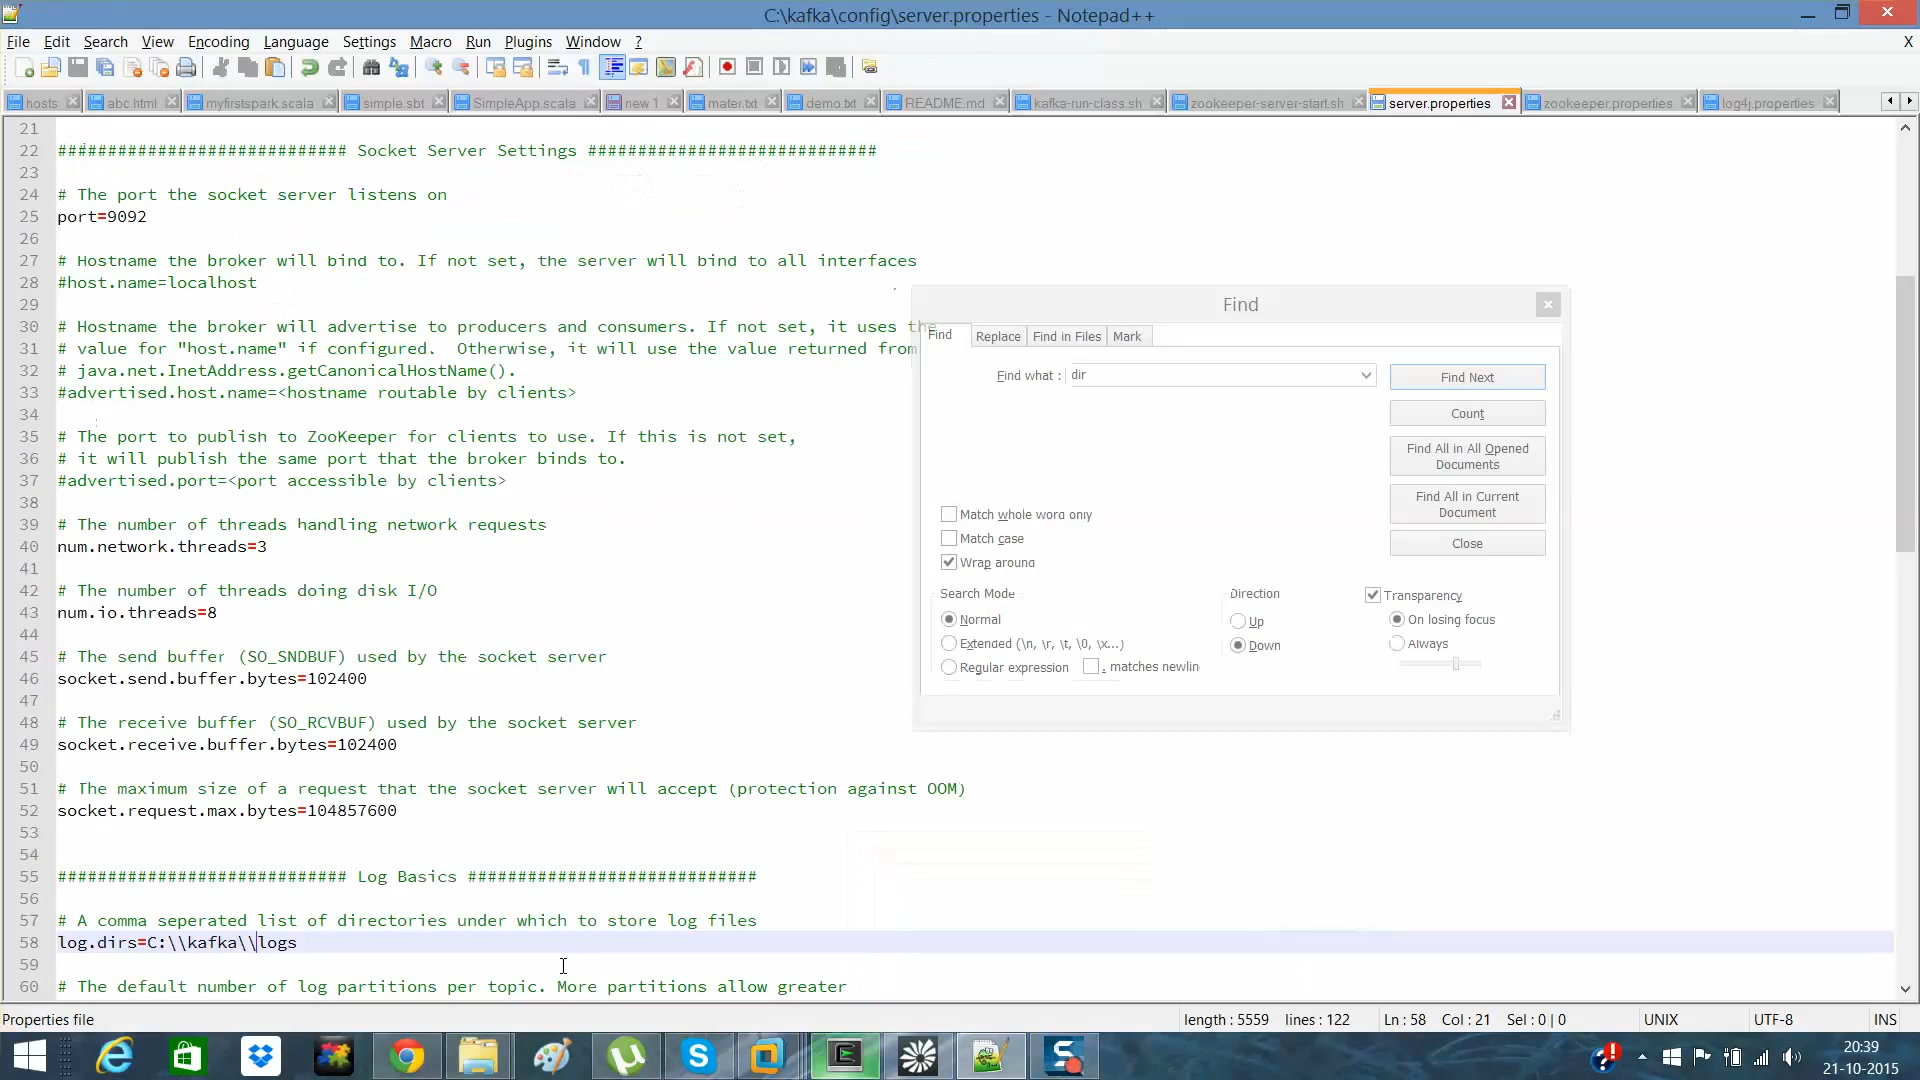 C:\kafka\config\server.properties - Notepad++
File Edit Search View Encoding Language Settings Macro Run Plugins Window ? X
hosts abc.html myfirstspark.scala simple.sbt SimpleApp.scala new 1 mater.txt demo.txt README.md kafka-run-class.sh zookeeper-server-start.sh server.properties zookeeper.properties log4j.properties
21
22 ############################# Socket Server Settings #############################
23
24 # The port the socket server listens on
25 port=9092
26
27 # Hostname the broker will bind to. If not set, the server will bind to all interfaces
28 #host.name=localhost
29
30 # Hostname the broker will advertise to producers and consumers. If not set, it uses the
31 # value for "host.name" if configured.  Otherwise, it will use the value returned from
32 # java.net.InetAddress.getCanonicalHostName().
33 #advertised.host.name=<hostname routable by clients>
34
35 # The port to publish to ZooKeeper for clients to use. If this is not set,
36 # it will publish the same port that the broker binds to.
37 #advertised.port=<port accessible by clients>
38
39 # The number of threads handling network requests
40 num.network.threads=3
41
42 # The number of threads doing disk I/O
43 num.io.threads=8
44
45 # The send buffer (SO_SNDBUF) used by the socket server
46 socket.send.buffer.bytes=102400
47
48 # The receive buffer (SO_RCVBUF) used by the socket server
49 socket.receive.buffer.bytes=102400
50
51 # The maximum size of a request that the socket server will accept (protection against OOM)
52 socket.request.max.bytes=104857600
53
54
55 ############################# Log Basics #############################
56
57 # A comma seperated list of directories under which to store log files
58 log.dirs=C:\\kafka\\logs
59
60 # The default number of log partitions per topic. More partitions allow greater
Find
Find Replace Find in Files Mark
Find what : dir
Find Next
Count
Find All in All Opened
Documents
Find All in Current
Document
Close
Match whole word only
Match case
Wrap around
Search Mode
Normal
Extended (\n, \r, \t, \0, \x...)
Regular expression . matches newlin
Direction
Up
Down
Transparency
On losing focus
Always
Properties file length : 5559 lines : 122 Ln : 58 Col : 21 Sel : 0 | 0 UNIX UTF-8 INS
20:39
21-10-2015